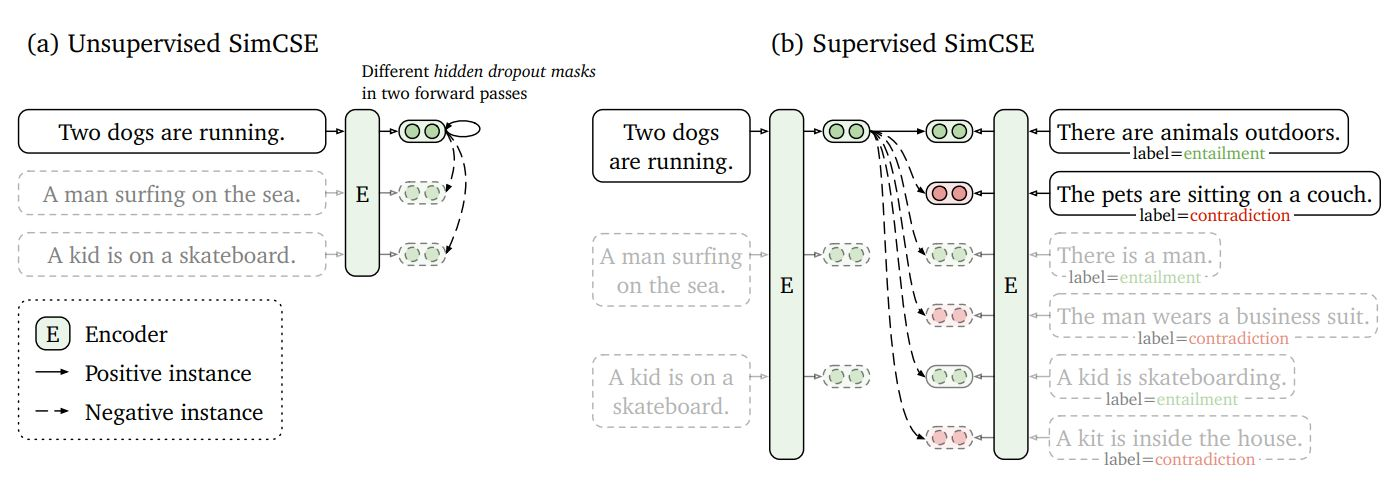 (a) Unsupervised SimCSE
Different hidden dropout masks
in two forward passes
Two dogs are running.
A man surfing on the sea.
A kid is on a skateboard.
E
E Encoder
Positive instance
Negative instance
(b) Supervised SimCSE
Two dogs
are running.
A man surfing
on the sea.
A kid is on a
skateboard.
E
E
There are animals outdoors.
label=entailment
The pets are sitting on a couch.
label=contradiction
There is a man.
label=entailment
The man wears a business suit.
label=contradiction
A kid is skateboarding.
label=entailment
A kit is inside the house.
label=contradiction